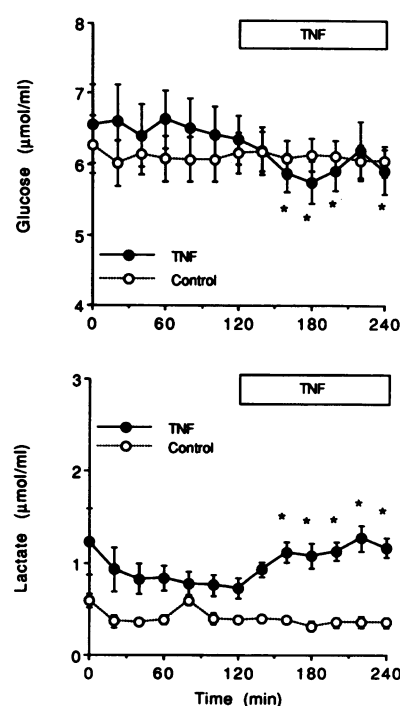 TNF
8
7
6
5
4
Glucose (μmol/ml)
* * * *
TNF
Control
0 60 120 180 240
TNF
3
2
1
0
Lactate (μmol/ml)
TNF
Control
* * * * *
0 60 120 180 240
Time (min)